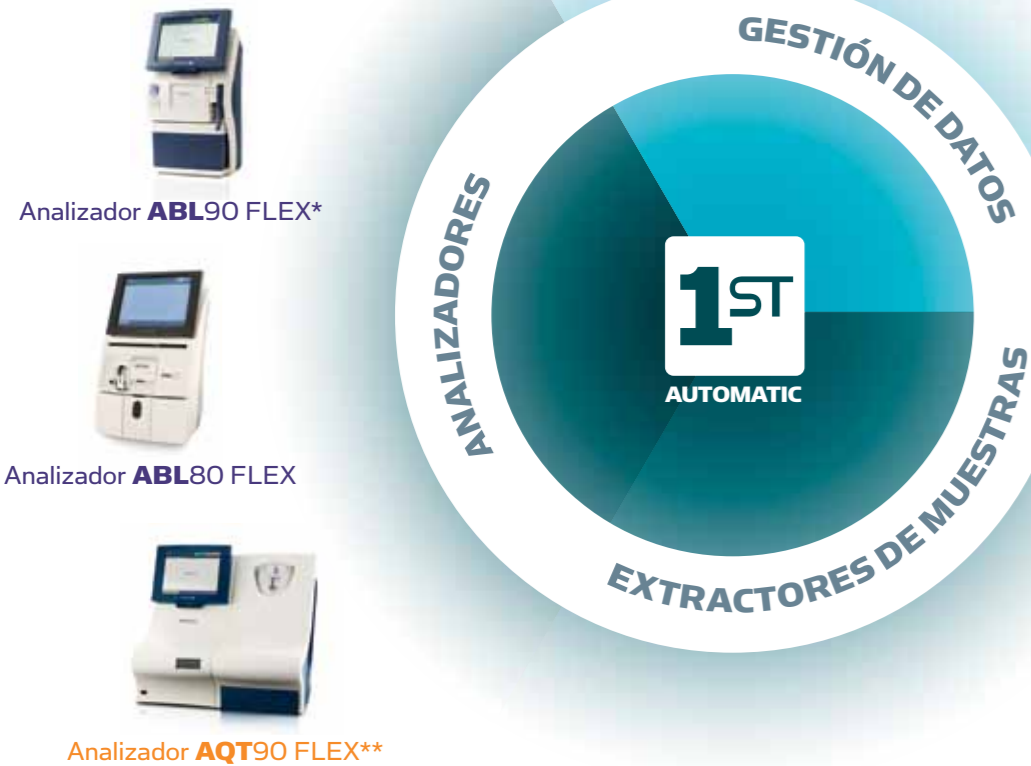 Analizador ABL90 FLEX*
Analizador ABL80 FLEX
Analizador AQT90 FLEX**
GESTIÓN DE DATOS
ANALIZADORES
EXTRACTORES DE MUESTRAS
1ST
AUTOMATIC